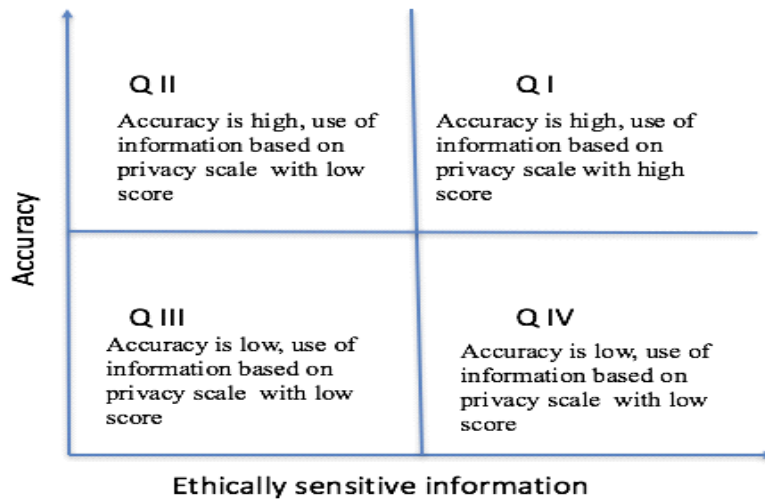 Q II
Accuracy is high, use of
information based on
privacy scale with low
score
Q I
Accuracy is high, use of
information based on
privacy scale with high
score
Accuracy
Q III
Accuracy is low, use of
information based on
privacy scale with low
score
Q IV
Accuracy is low, use of
information based on
privacy scale with low
score
Ethically sensitive information